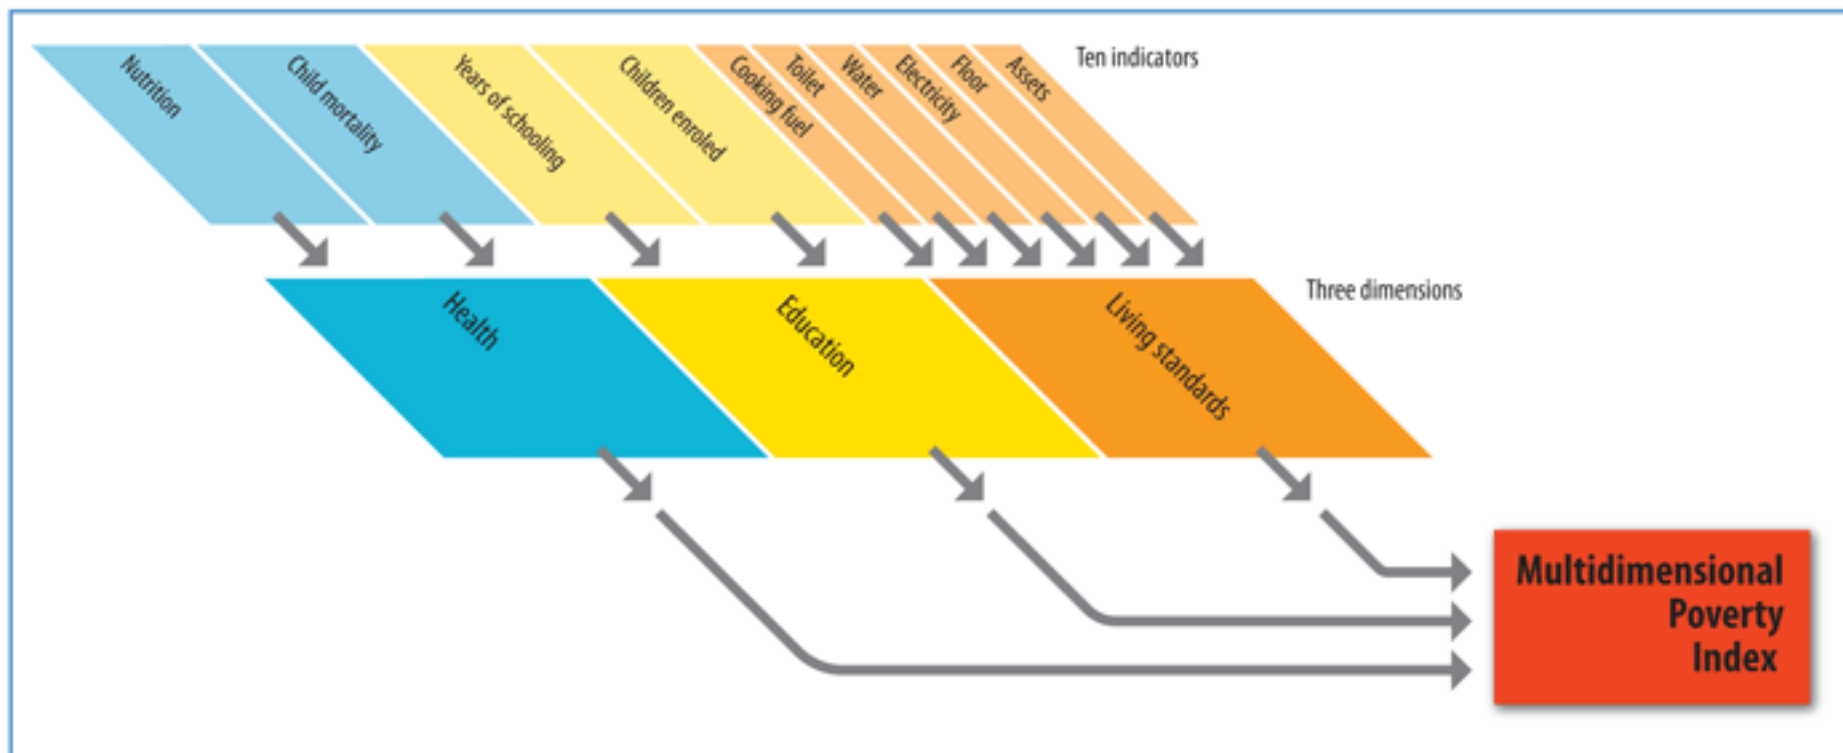 Nutrition
Child mortality
Years of schooling
Children enroled
Cooking fuel
Toilet
Water
Electricity
Floor
Assets
Ten indicators
Health
Education
Living standards
Three dimensions
Multidimensional
Poverty
Index